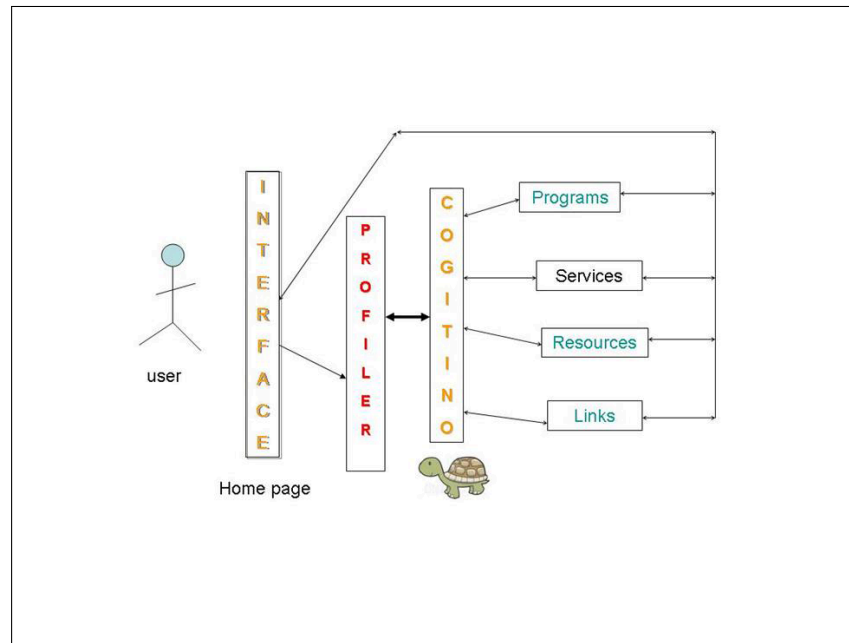 INTERFACE
PROFILER
COGITINO
Programs
Services
Resources
Links
user
Home page